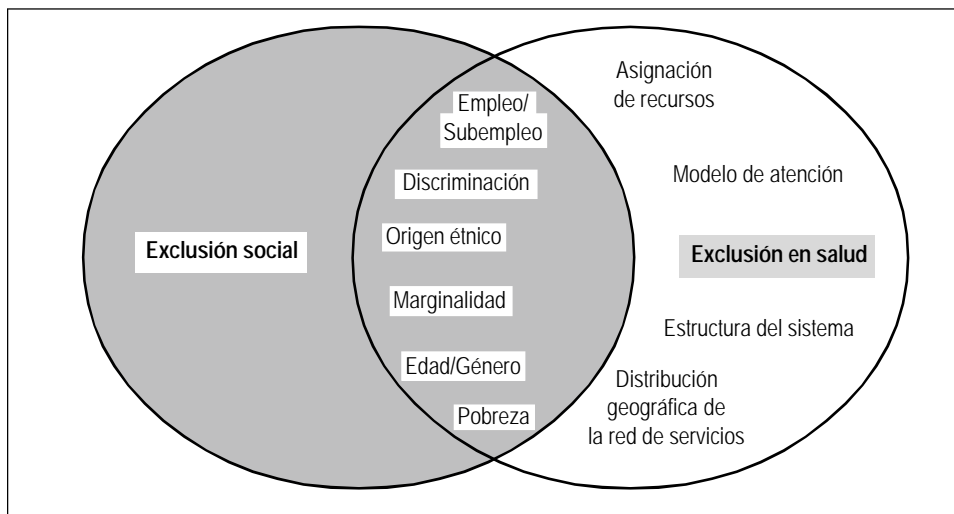 Exclusión social
Empleo/
Subempleo
Discriminación
Origen étnico
Marginalidad
Edad/Género
Pobreza
Asignación
de recursos
Modelo de atención
Exclusión en salud
Estructura del sistema
Distribución
geográfica de
la red de servicios